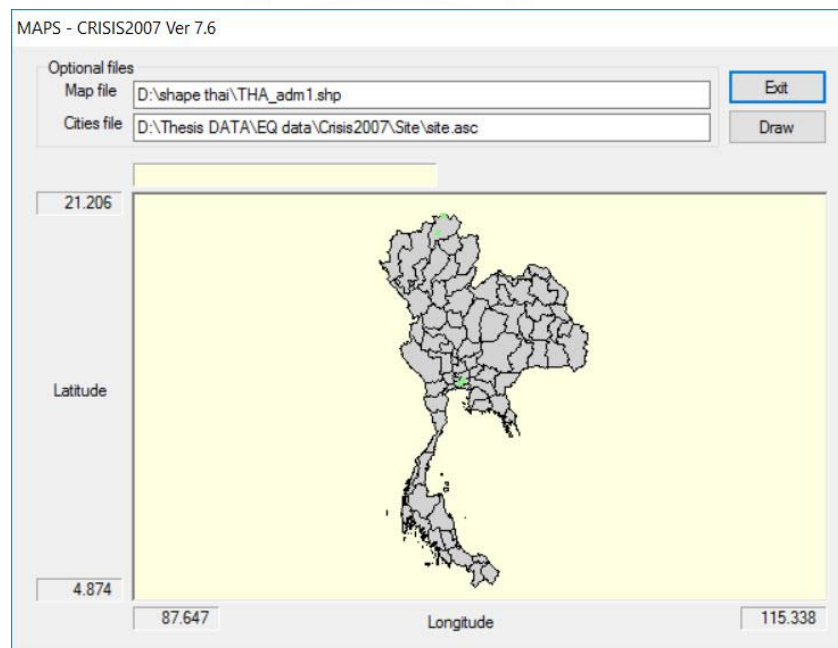 MAPS - CRISIS2007 Ver 7.6
Optional files
Map file D:\shape thai\THA_adm1.shp Exit
Cities file D:\Thesis DATA\EQ data\Crisis2007\Site\site.asc Draw
21.206
Latitude
4.874
87.647 Longitude 115.338